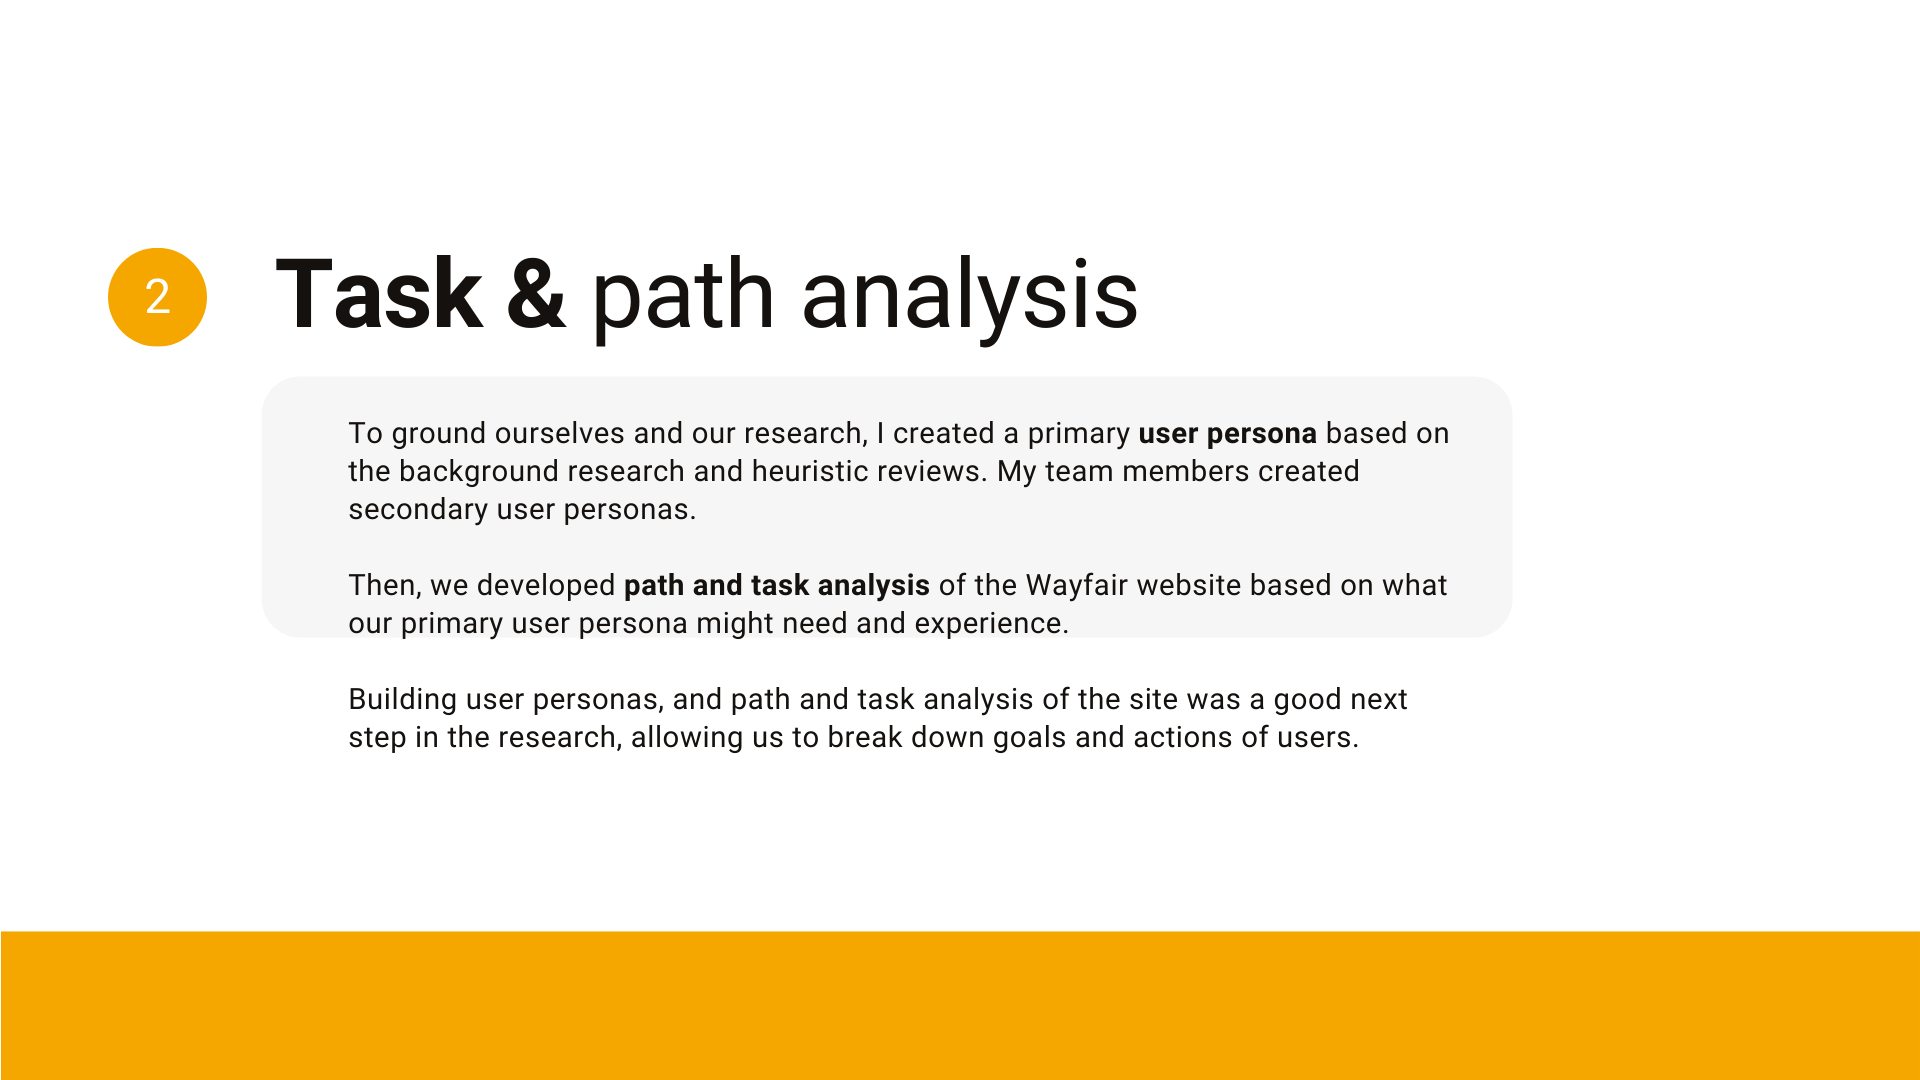 2
Task & path analysis
To ground ourselves and our research, I created a primary user persona based on
the background research and heuristic reviews. My team members created
secondary user personas.
Then, we developed path and task analysis of the Wayfair website based on what
our primary user persona might need and experience.
Building user personas, and path and task analysis of the site was a good next
step in the research, allowing us to break down goals and actions of users.